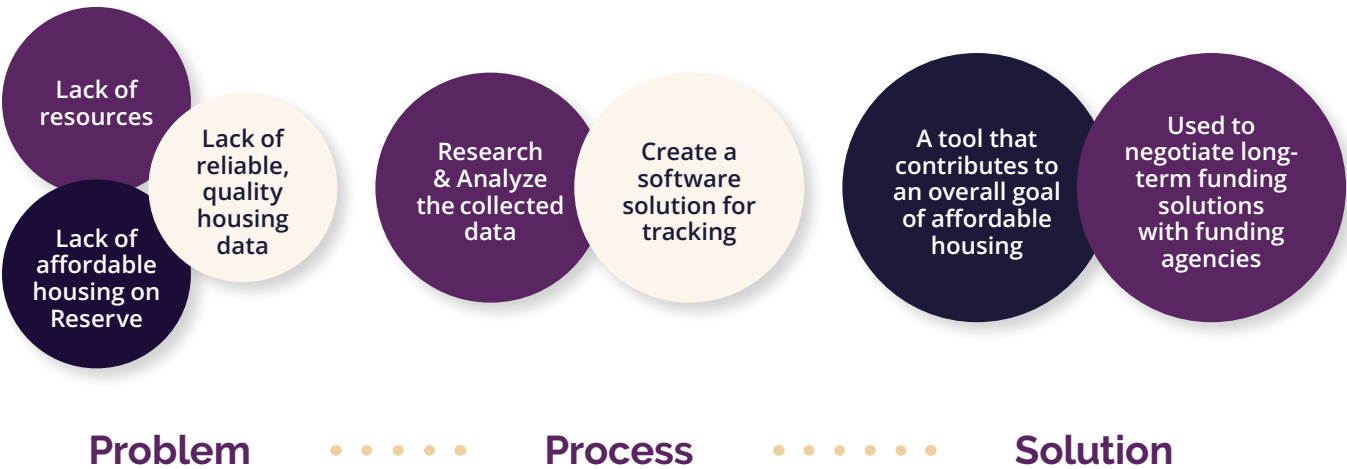 Lack of
resources
Lack of
affordable
housing on
Reserve
Lack of
reliable,
quality
housing
data
Research
& Analyze
the collected
data
Create a
software
solution for
tracking
A tool that
contributes to
an overall goal
of affordable
housing
Used to
negotiate long-
term funding
solutions
with funding
agencies
Problem
Process
Solution